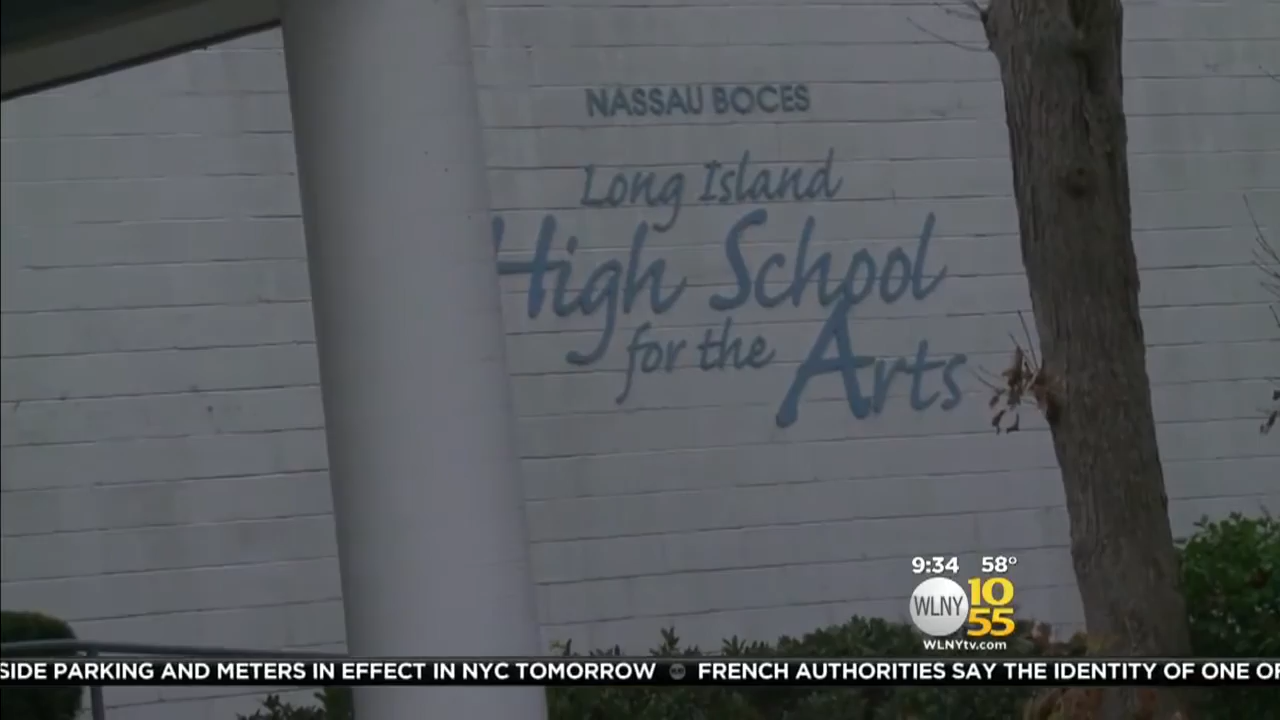 NASSAU BOCES
Long Island
High School
for the Arts
9:34 58°
WLNY 10
55
WLNYtv.com
SIDE PARKING AND METERS IN EFFECT IN NYC TOMORROW FRENCH AUTHORITIES SAY THE IDENTITY OF ONE OF